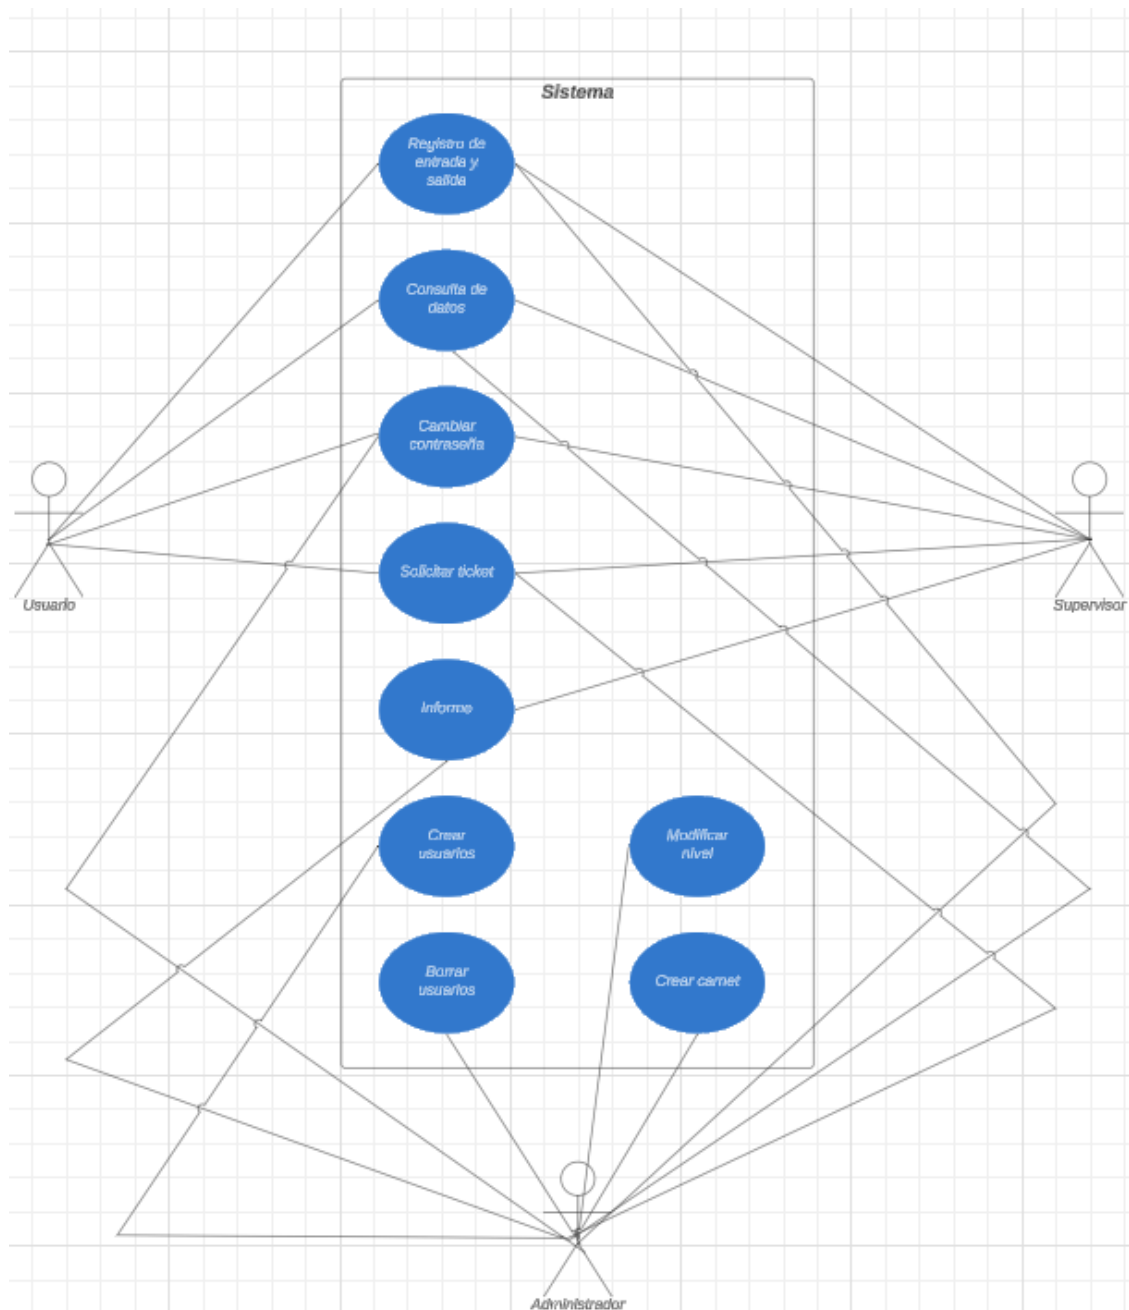 Sistema
Registro de
entrada y
salida
Consulta de
datos
Cambiar
contraseña
Usuario
Solicitar ticket
Supervisor
Informe
Crear
usuarios
Modificar
nivel
Borrar
usuarios
Crear carnet
Administrador